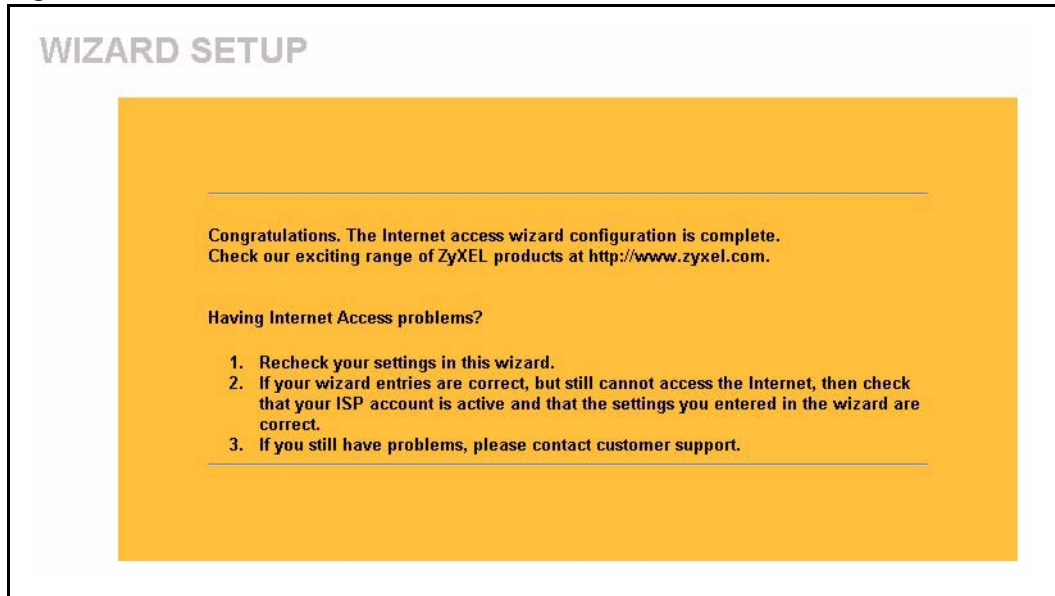 WIZARD SETUP
Congratulations. The Internet access wizard configuration is complete.
Check our exciting range of ZyXEL products at http://www.zyxel.com.
Having Internet Access problems?
1. Recheck your settings in this wizard.
2. If your wizard entries are correct, but still cannot access the Internet, then check
that your ISP account is active and that the settings you entered in the wizard are
correct.
3. If you still have problems, please contact customer support.